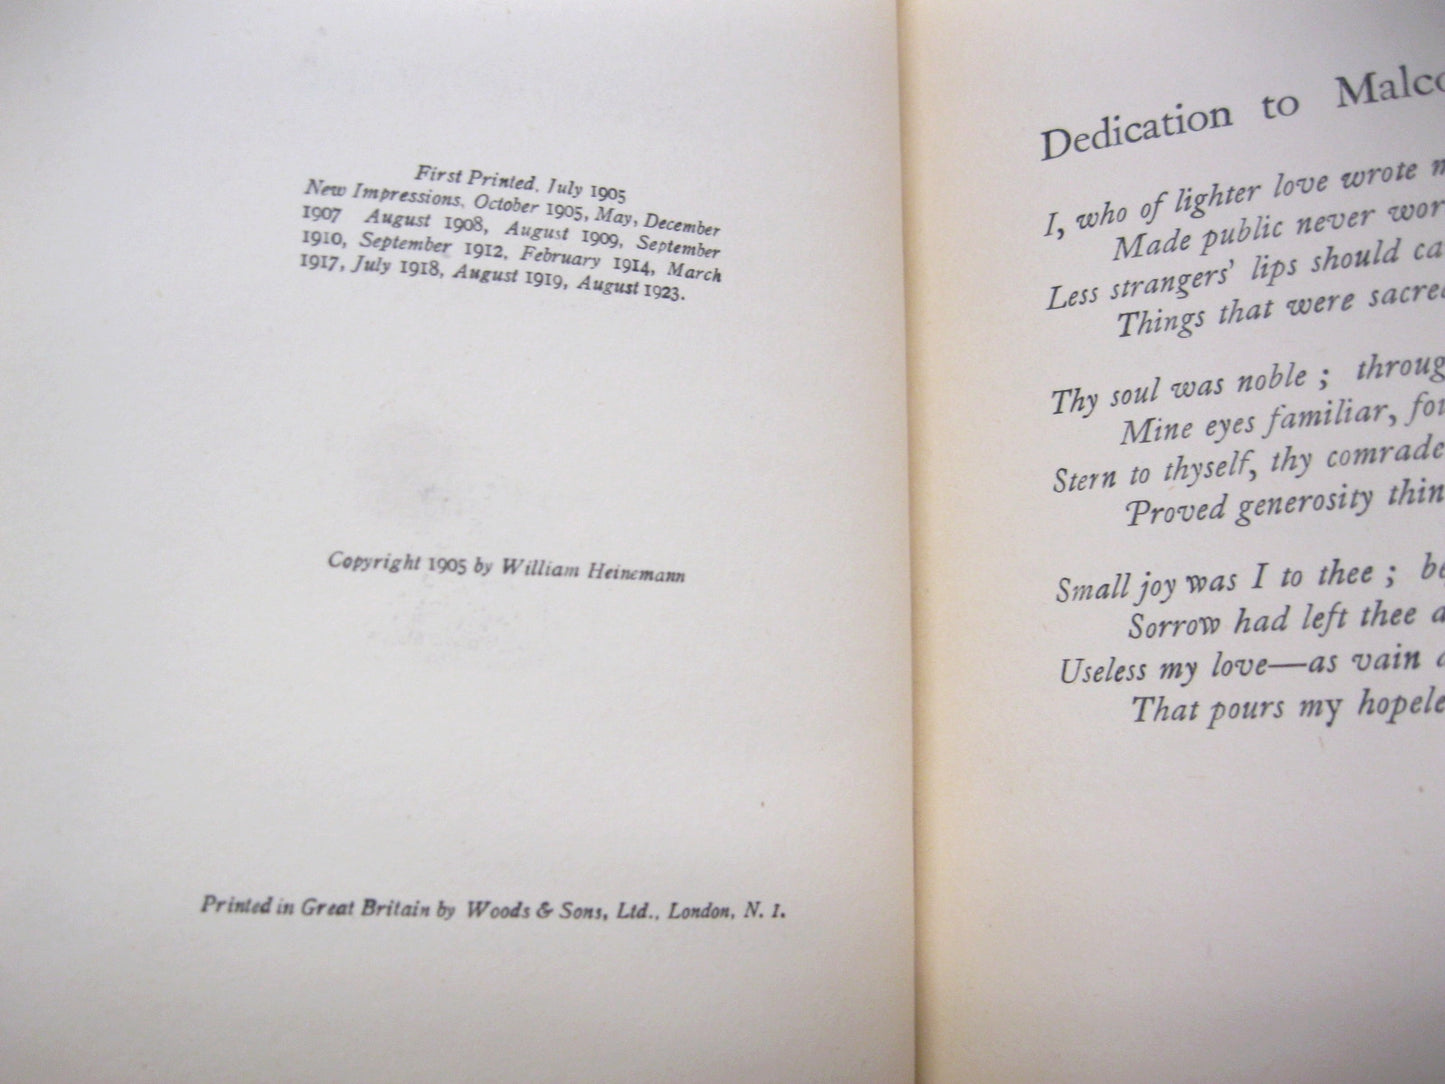 First Printed, July 1905
New Impressions, October 1905, May, December
1907 August 1908, August 1909, September
1910, September 1912, February 1914, March
1917, July 1918, August 1919, August 1923.
Copyright 1905 by William Heinemann
Printed in Great Britain by Woods & Sons, Ltd., London, N. 1.
Dedication to
I, who of lighter love wrote
Made public never
Less strangers' lips should
Things that were
Thy soul was noble ;
Mine eyes familiar,
Stern to thyself, thy
Proved generosity
Small joy was I to thee ;
Sorrow had left thee
Useless my love—as vain
That pours my